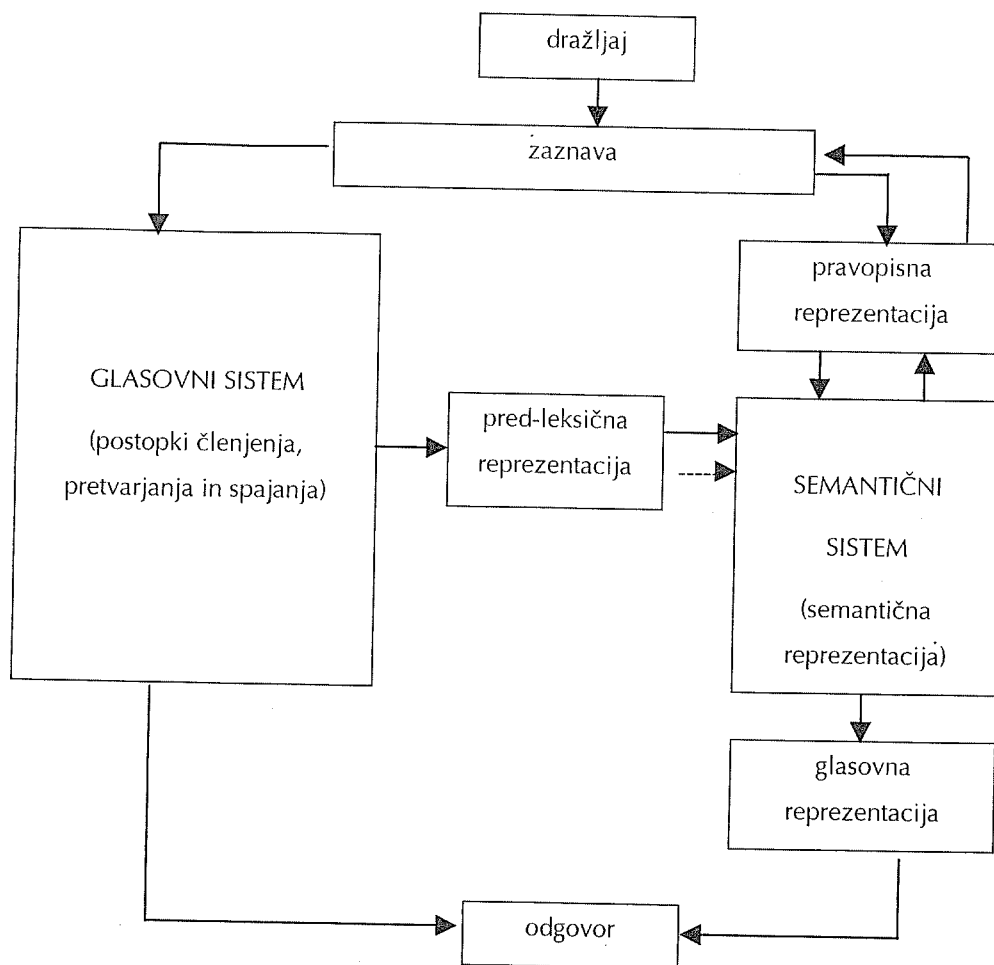 dražljaj
zaznava
pravopisna
reprezentacija
GLASOVNI SISTEM
(postopki členjenja,
pretvarjanja in spajanja)
pred-leksična
reprezentacija
SEMANTIČNI
SISTEM
(semantična
reprezentacija)
glasovna
reprezentacija
odgovor